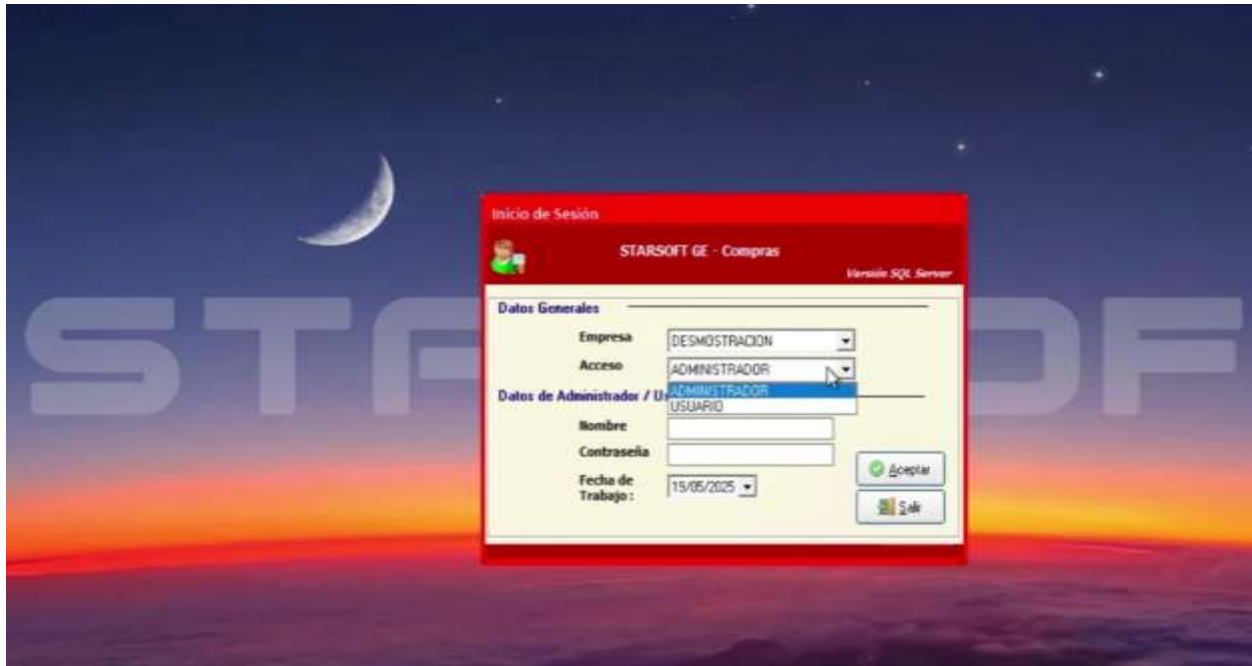 Inicio de Sesión
STARSOFT GE - Compras
Versión SQL Server
Datos Generales
Empresa DESMOSTRACION
Acceso ADMINISTRADOR
ADMINISTRADOR
Datos de Administrador / U
USUARIO
Nombre
Contraseña
Aceptar
Fecha de Trabajo : 19/05/2025
Salir